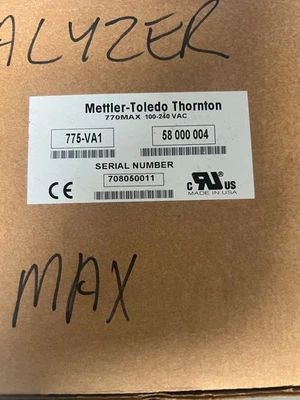 ALYZER
Mettler-Toledo Thornton
770MAX 100-240 VAC
775-VA1 58 000 004
SERIAL NUMBER
708050011
CE C RU US
MADE IN USA
MAX